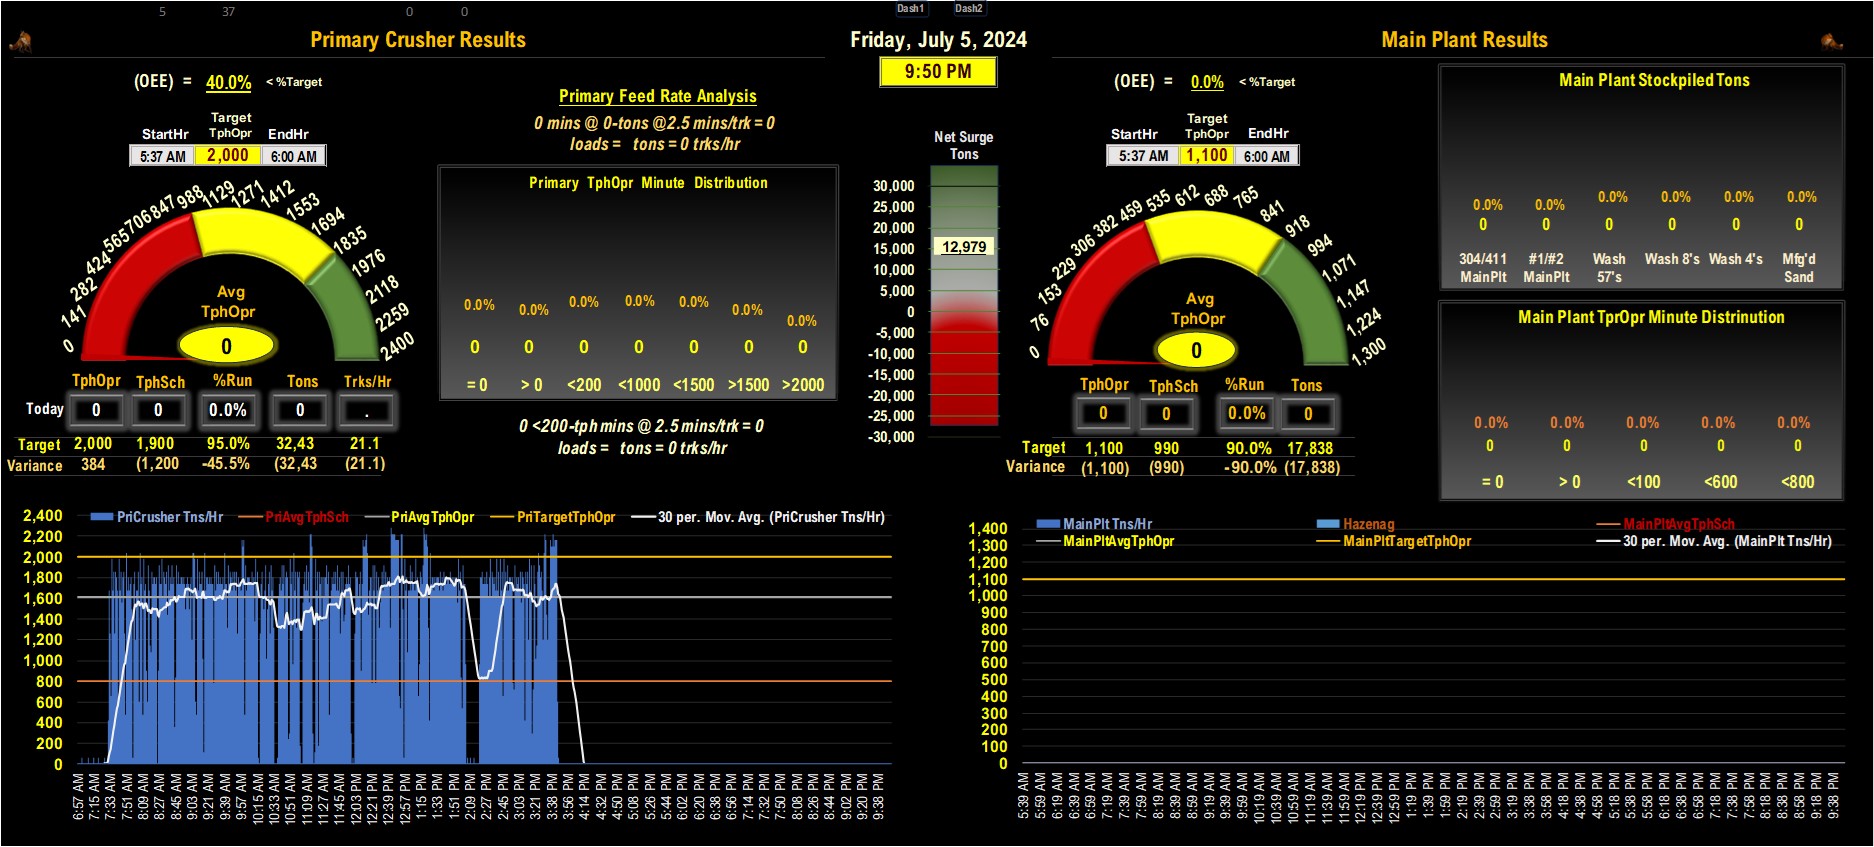 5 37 0 0 Dash1 Dash2
Primary Crusher Results
(OEE) = 40.0% < %Target
Target
StartHr TphOpr EndHr
5:37 AM 2,000 6:00 AM
0 141 282 424 565 706 847 988 1129 1271 1412 1553 1694 1835 1976 2118 2259 2400
Avg
TphOpr
0
TphOpr TphSch %Run Tons Trks/Hr
Today 0 0 0.0% 0 .
Target 2,000 1,900 95.0% 32,43 21.1
Variance 384 (1,200 -45.5% (32,43 (21.1)
Primary Feed Rate Analysis
0 mins @ 0-tons @2.5 mins/trk = 0
loads = tons = 0 trks/hr
Primary TphOpr Minute Distribution
0.0% 0.0% 0.0% 0.0% 0.0% 0.0% 0.0%
0 0 0 0 0 0 0
= 0 > 0 <200 <1000 <1500 >1500 >2000
0 <200-tph mins @ 2.5 mins/trk = 0
loads = tons = 0 trks/hr
Friday, July 5, 2024
9:50 PM
Net Surge
Tons
30,000
25,000
20,000
15,000
12,979
10,000
5,000
0
-5,000
-10,000
-15,000
-20,000
-25,000
-30,000
Main Plant Results
(OEE) = 0.0% < %Target
Target
StartHr TphOpr EndHr
5:37 AM 1,100 6:00 AM
0 76 153 229 306 382 459 535 612 688 765 841 918 994 1,071 1,147 1,224 1,300
Avg
TphOpr
0
TphOpr TphSch %Run Tons
0 0 0.0% 0
Target 1,100 990 90.0% 17,838
Variance (1,100) (990) -90.0% (17,838)
Main Plant Stockpiled Tons
0.0% 0.0% 0.0% 0.0% 0.0% 0.0%
0 0 0 0 0 0
304/411 #1/#2 Wash Wash 8's Wash 4's Mfg'd
MainPlt MainPlt 57's Sand
Main Plant TprOpr Minute Distrinution
0.0% 0.0% 0.0% 0.0% 0.0%
0 0 0 0 0
= 0 > 0 <100 <600 <800
PriCrusher Tns/Hr PriAvgTphSch PriAvgTphOpr PriTargetTphOpr 30 per. Mov. Avg. (PriCrusher Tns/Hr)
2,400
2,200
2,000
1,800
1,600
1,400
1,200
1,000
800
600
400
200
0
6:57 AM 7:15 AM 7:33 AM 7:51 AM 8:09 AM 8:27 AM 8:45 AM 9:03 AM 9:21 AM 9:39 AM 9:57 AM 10:15 AM 10:33 AM 10:51 AM 11:09 AM 11:27 AM 11:45 AM 12:03 PM 12:21 PM 12:39 PM 12:57 PM 1:15 PM 1:33 PM 1:51 PM 2:09 PM 2:27 PM 2:45 PM 3:03 PM 3:21 PM 3:38 PM 3:56 PM 4:14 PM 4:32 PM 4:50 PM 5:08 PM 5:26 PM 5:44 PM 6:02 PM 6:20 PM 6:38 PM 6:56 PM 7:14 PM 7:32 PM 7:50 PM 8:08 PM 8:26 PM 8:44 PM 9:02 PM 9:20 PM 9:38 PM
MainPlt Tns/Hr Hazenag MainPltAvgTphSch
MainPltAvgTphOpr MainPltTargetTphOpr 30 per. Mov. Avg. (MainPlt Tns/Hr)
1,400
1,300
1,200
1,100
1,000
900
800
700
600
500
400
300
200
100
0
5:39 AM 5:59 AM 6:19 AM 6:39 AM 6:59 AM 7:19 AM 7:39 AM 7:59 AM 8:19 AM 8:39 AM 8:59 AM 9:19 AM 9:39 AM 9:59 AM 10:19 AM 10:39 AM 10:59 AM 11:19 AM 11:39 AM 11:59 AM 12:19 PM 12:39 PM 12:59 PM 1:19 PM 1:39 PM 1:59 PM 2:19 PM 2:39 PM 2:59 PM 3:19 PM 3:38 PM 3:58 PM 4:18 PM 4:38 PM 4:58 PM 5:18 PM 5:38 PM 5:58 PM 6:18 PM 6:38 PM 6:58 PM 7:18 PM 7:38 PM 7:58 PM 8:18 PM 8:38 PM 8:58 PM 9:18 PM 9:38 PM